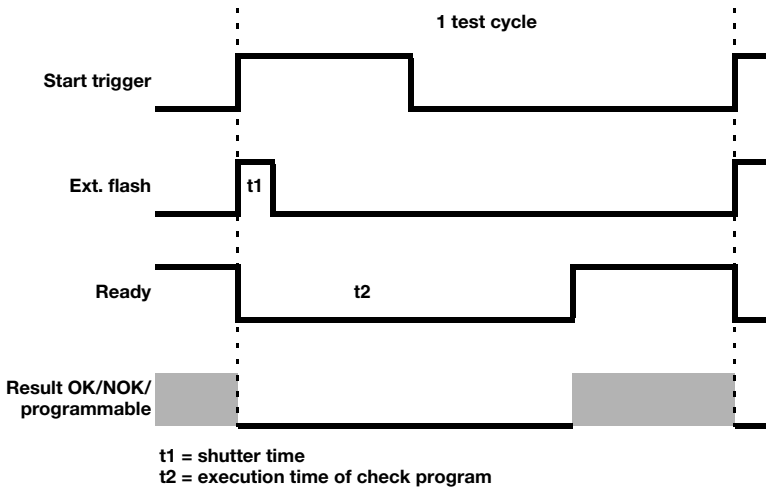 1 test cycle
Start trigger
Ext. flash
t1
Ready
t2
Result OK/NOK/
programmable
t1 = shutter time
t2 = execution time of check program